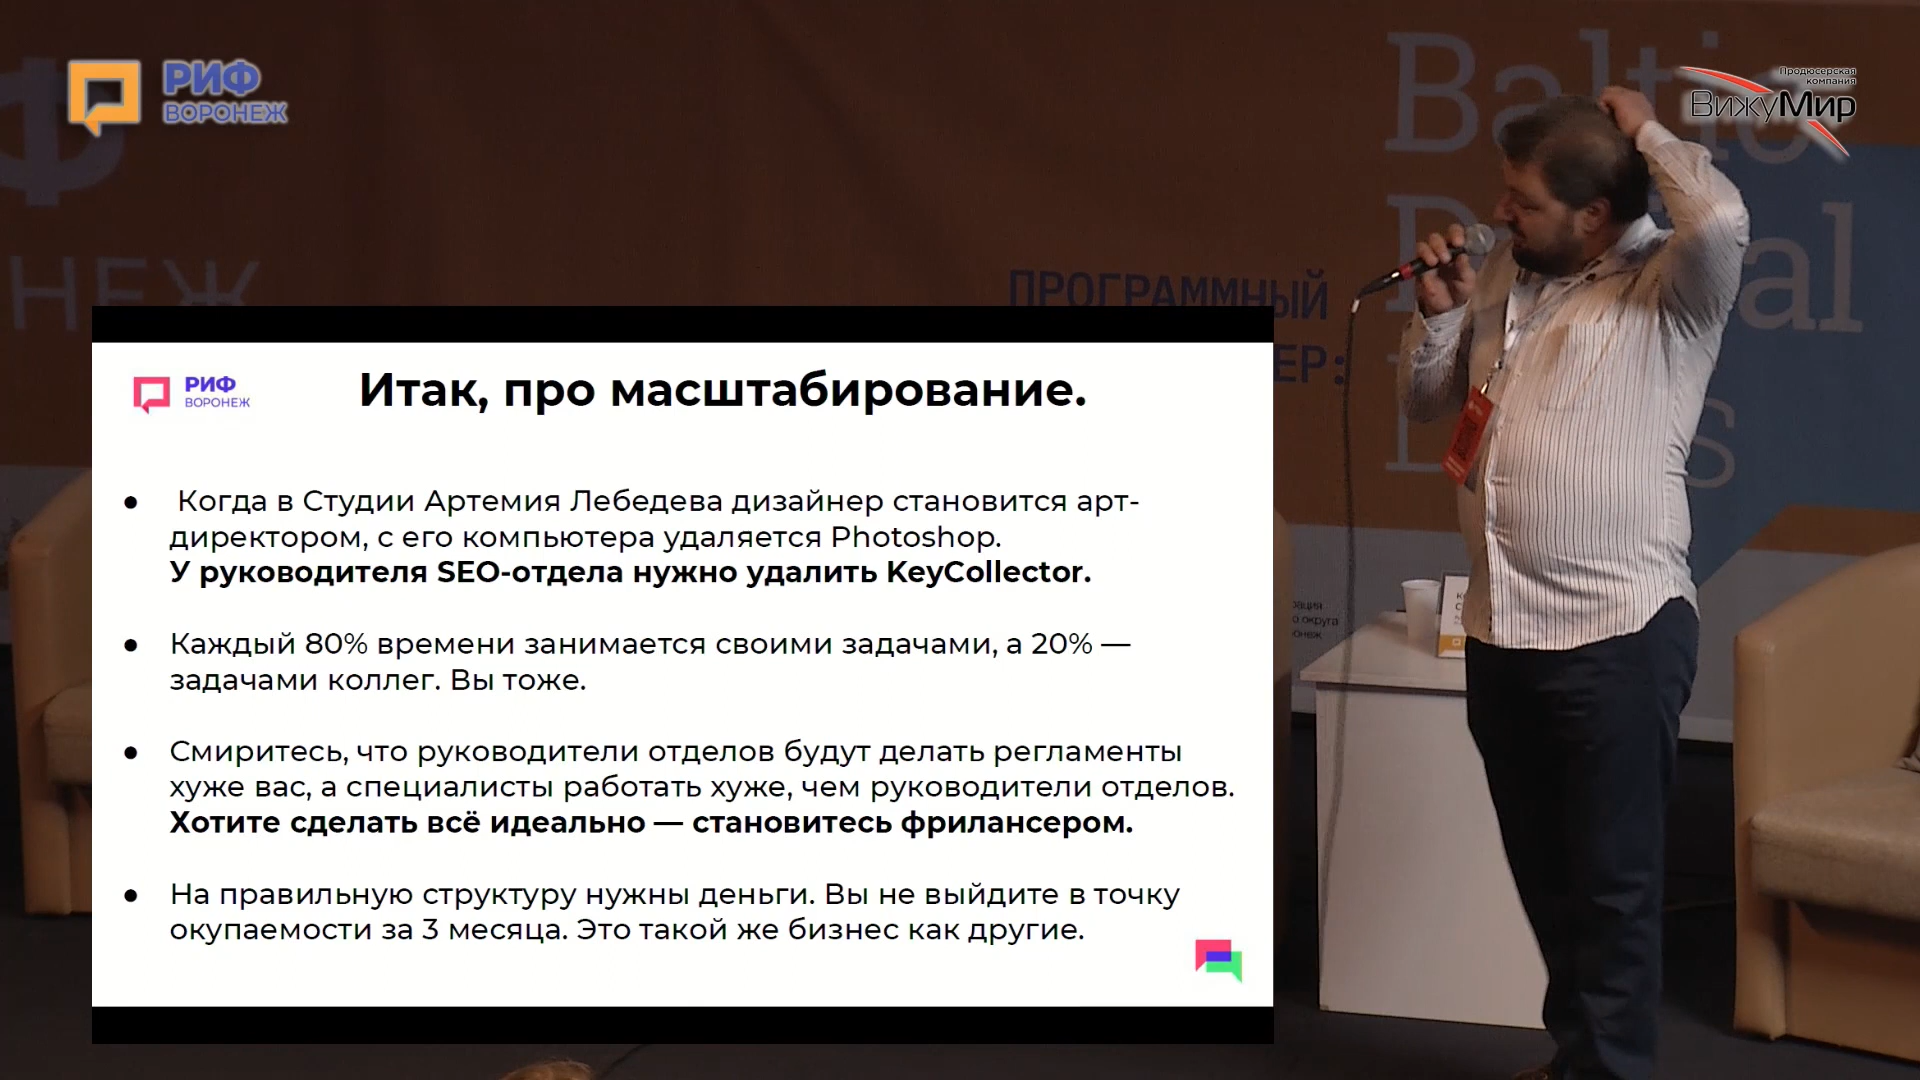 РИФ
ВОРОНЕЖ
Продюсерская
компания
ВижуМир
Baltic
al
НЕЖ
ПРОГРАММНЫЙ
ЕР:
РИФ
ВОРОНЕЖ
Итак, про масштабирование.
● Когда в Студии Артемия Лебедева дизайнер становится арт-
директором, с его компьютера удаляется Photoshop.
У руководителя SEO-отдела нужно удалить KeyCollector.
● Каждый 80% времени занимается своими задачами, а 20% —
задачами коллег. Вы тоже.
● Смиритесь, что руководители отделов будут делать регламенты
хуже вас, а специалисты работать хуже, чем руководители отделов.
Хотите сделать всё идеально — становитесь фрилансером.
● На правильную структуру нужны деньги. Вы не выйдите в точку
окупаемости за 3 месяца. Это такой же бизнес как другие.